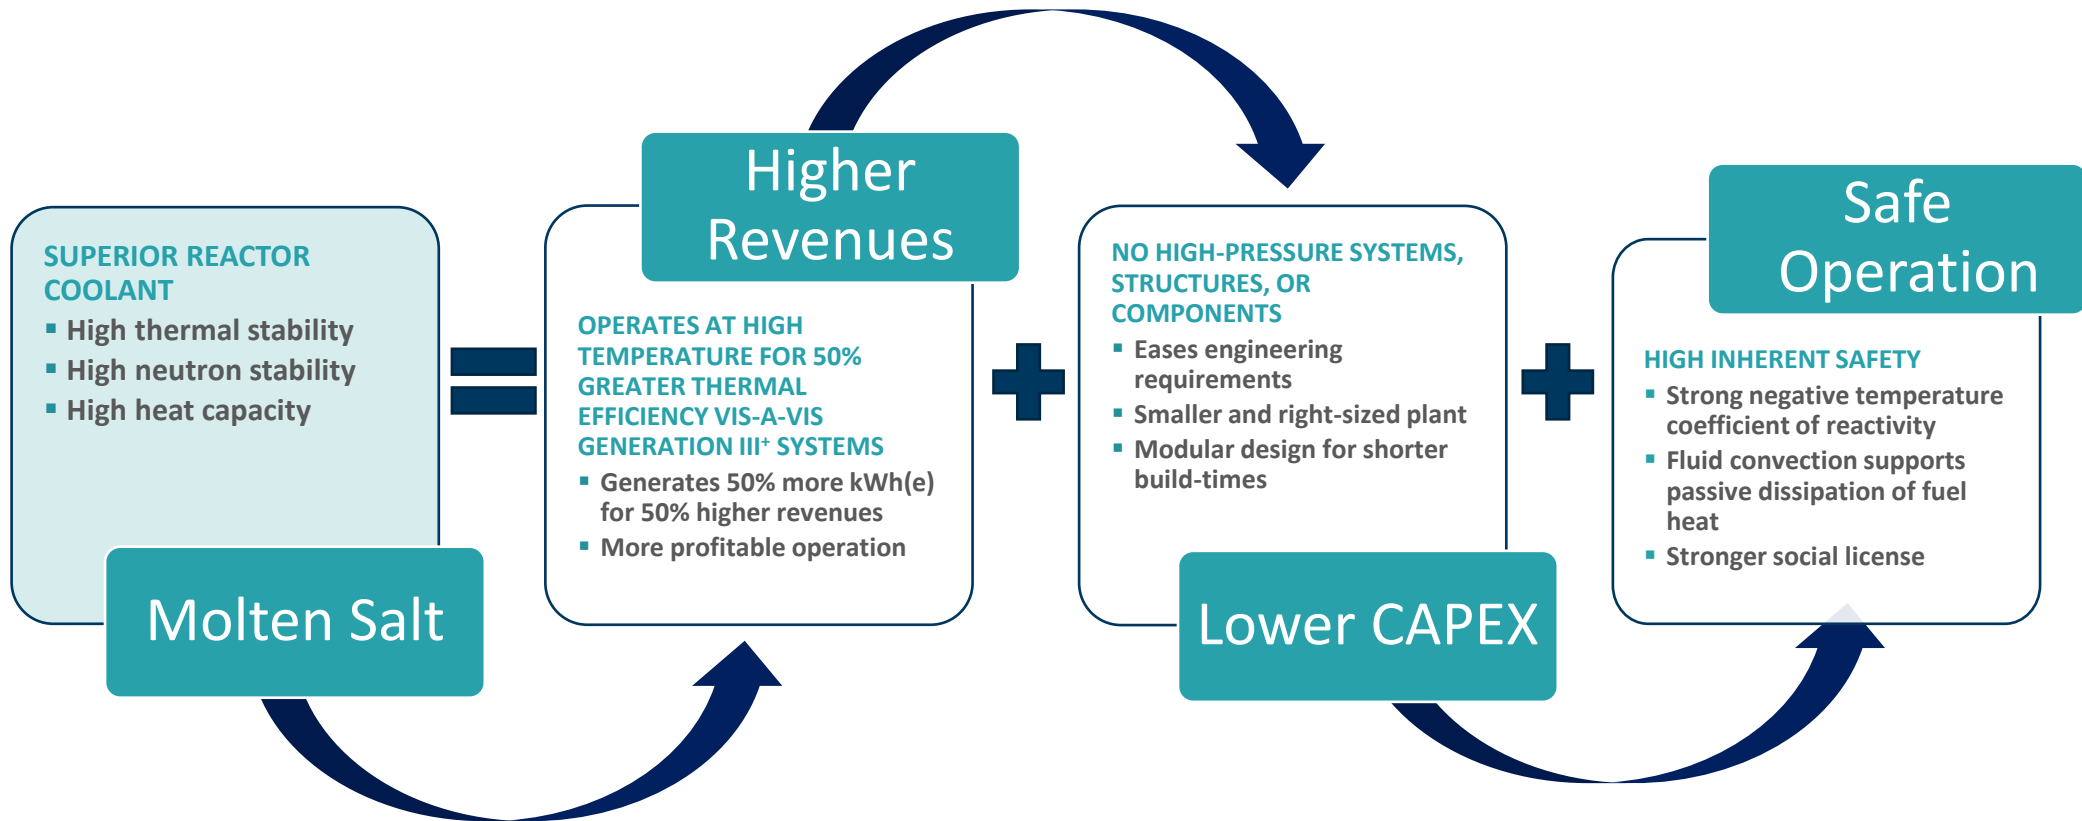 SUPERIOR REACTOR
COOLANT
▪ High thermal stability
▪ High neutron stability
▪ High heat capacity
Molten Salt
Higher
Revenues
OPERATES AT HIGH
TEMPERATURE FOR 50%
GREATER THERMAL
EFFICIENCY VIS-A-VIS
GENERATION III⁺ SYSTEMS
▪ Generates 50% more kWh(e)
for 50% higher revenues
▪ More profitable operation
NO HIGH-PRESSURE SYSTEMS,
STRUCTURES, OR
COMPONENTS
▪ Eases engineering
requirements
▪ Smaller and right-sized plant
▪ Modular design for shorter
build-times
Lower CAPEX
Safe
Operation
HIGH INHERENT SAFETY
▪ Strong negative temperature
coefficient of reactivity
▪ Fluid convection supports
passive dissipation of fuel
heat
▪ Stronger social license